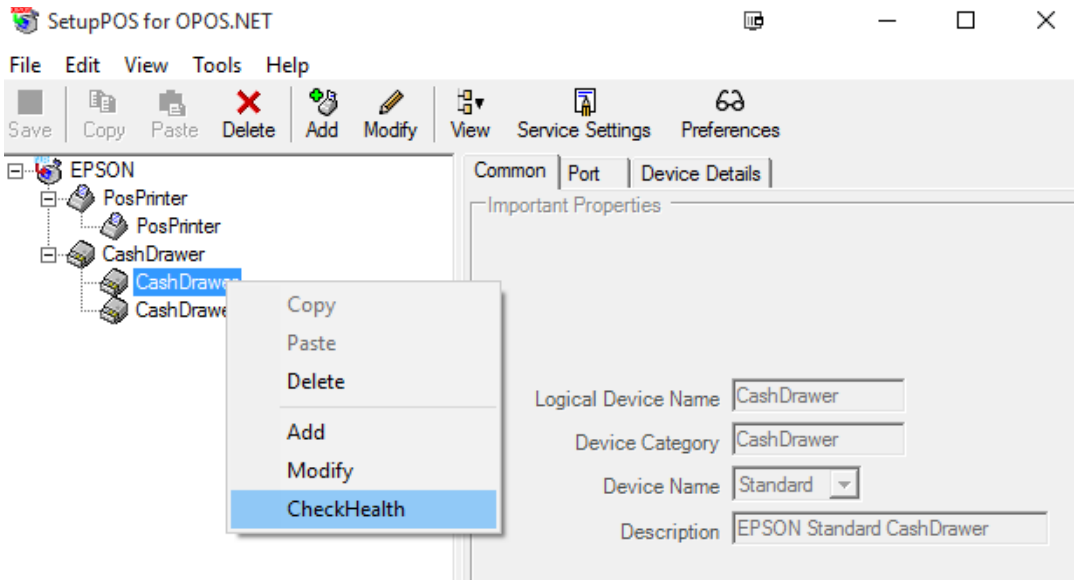 SetupPOS for OPOS.NET
File Edit View Tools Help
Save Copy Paste Delete Add Modify View Service Settings Preferences
EPSON
PosPrinter
PosPrinter
CashDrawer
CashDrawer
CashDrawe
Copy
Paste
Delete
Add
Modify
CheckHealth
Common Port Device Details
Important Properties
Logical Device Name CashDrawer
Device Category CashDrawer
Device Name Standard
Description EPSON Standard CashDrawer